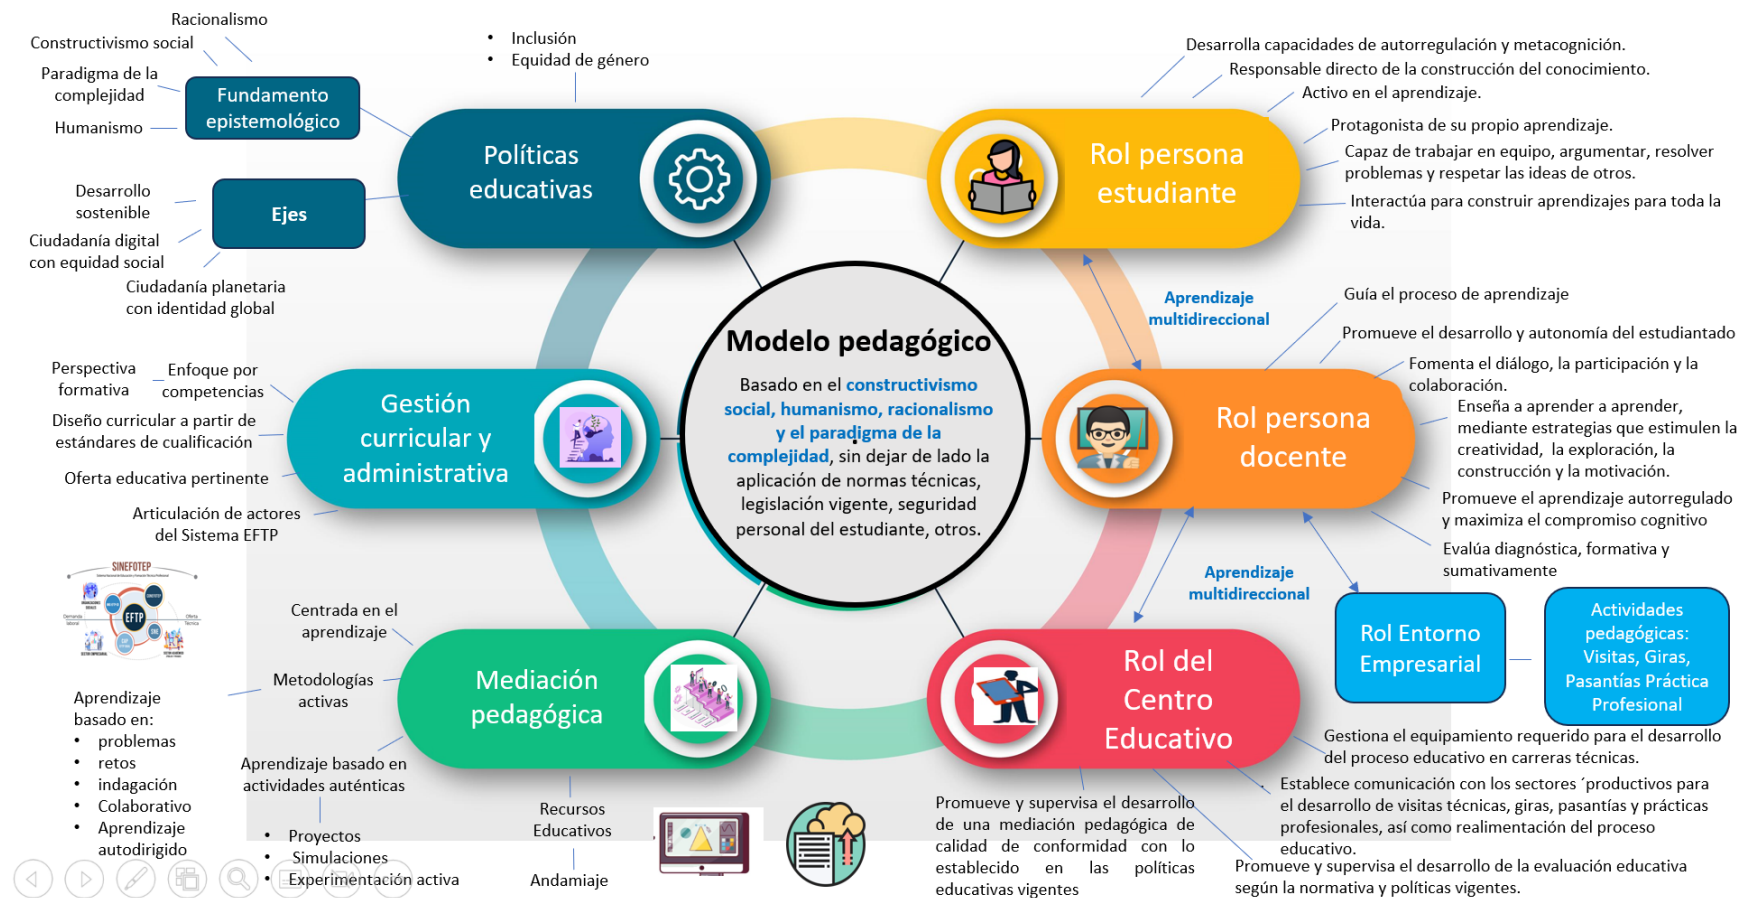 Racionalismo
Constructivismo social
Paradigma de la
complejidad
Humanismo
Fundamento
epistemológico
Desarrollo
sostenible
Ciudadanía digital
con equidad social
Ciudadanía planetaria
con identidad global
Ejes
• Inclusión
• Equidad de género
Políticas
educativas
Rol persona
estudiante
Desarrolla capacidades de autorregulación y metacognición.
Responsable directo de la construcción del conocimiento.
Activo en el aprendizaje.
Protagonista de su propio aprendizaje.
Capaz de trabajar en equipo, argumentar, resolver
problemas y respetar las ideas de otros.
Interactúa para construir aprendizajes para toda la
vida.
Aprendizaje
multidireccional
Modelo pedagógico
Basado en el constructivismo
social, humanismo, racionalismo
y el paradigma de la
complejidad, sin dejar de lado la
aplicación de normas técnicas,
legislación vigente, seguridad
personal del estudiante, otros.
Perspectiva
formativa
Enfoque por
competencias
Diseño curricular a partir de
estándares de cualificación
Oferta educativa pertinente
Articulación de actores
del Sistema EFTP
Gestión
curricular y
administrativa
Rol persona
docente
Guía el proceso de aprendizaje
Promueve el desarrollo y autonomía del estudiantado
Fomenta el diálogo, la participación y la
colaboración.
Enseña a aprender a aprender,
mediante estrategias que estimulen la
creatividad, la exploración, la
construcción y la motivación.
Promueve el aprendizaje autorregulado
y maximiza el compromiso cognitivo
Evalúa diagnóstica, formativa y
sumativamente
Aprendizaje
multidireccional
Rol Entorno
Empresarial
Actividades
pedagógicas:
Visitas, Giras,
Pasantías Práctica
Profesional
SINEFOTEP
EFTP
Demanda
laboral
Oferta
Técnica
Centrada en el
aprendizaje
Metodologías
activas
Aprendizaje
basado en:
• problemas
• retos
• indagación
• Colaborativo
• Aprendizaje
autodirigido
Aprendizaje basado en
actividades auténticas
• Proyectos
• Simulaciones
• Experimentación activa
Mediación
pedagógica
Recursos
Educativos
Andamiaje
Rol del
Centro
Educativo
Promueve y supervisa el desarrollo
de una mediación pedagógica de
calidad de conformidad con lo
establecido en las políticas
educativas vigentes
Gestiona el equipamiento requerido para el desarrollo
del proceso educativo en carreras técnicas.
Establece comunicación con los sectores ´productivos para
el desarrollo de visitas técnicas, giras, pasantías y prácticas
profesionales, así como realimentación del proceso
educativo.
Promueve y supervisa el desarrollo de la evaluación educativa
según la normativa y políticas vigentes.